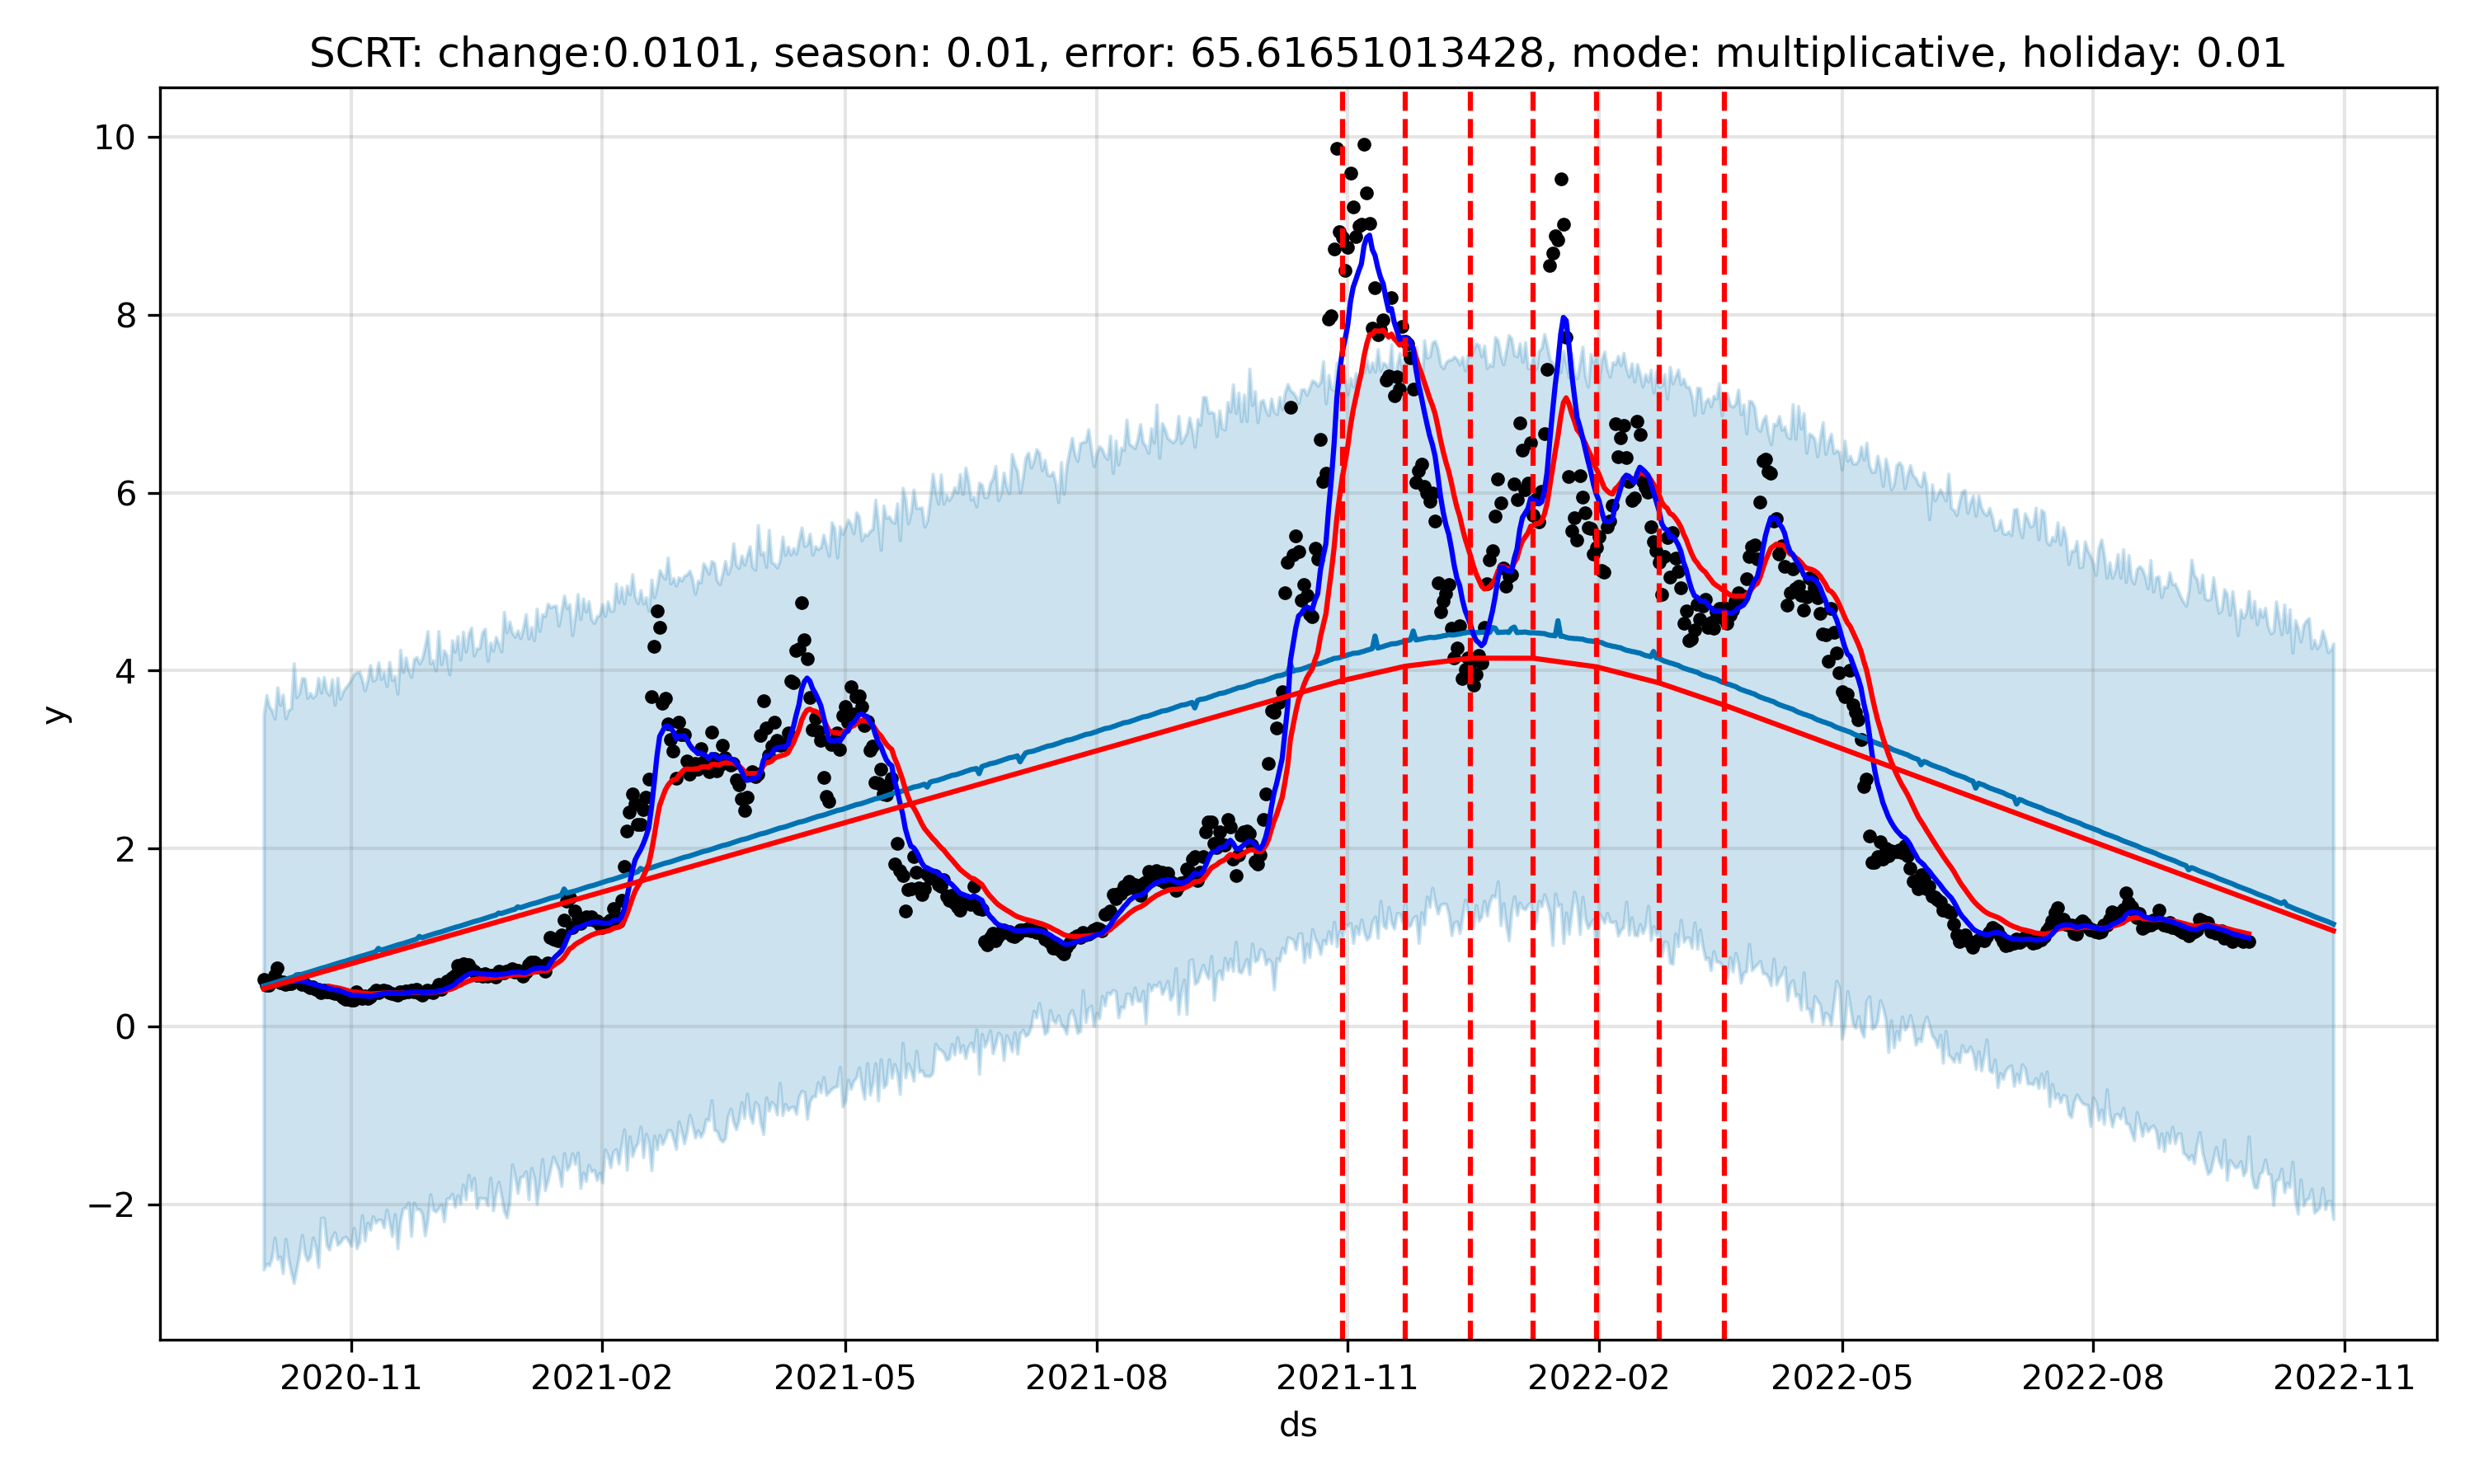 SCRT: change:0.0101, season: 0.01, error: 65.61651013428, mode: multiplicative, holiday: 0.01
10
8
6
4
2
0
−2
y
2020-11 2021-02 2021-05 2021-08 2021-11 2022-02 2022-05 2022-08 2022-11
ds